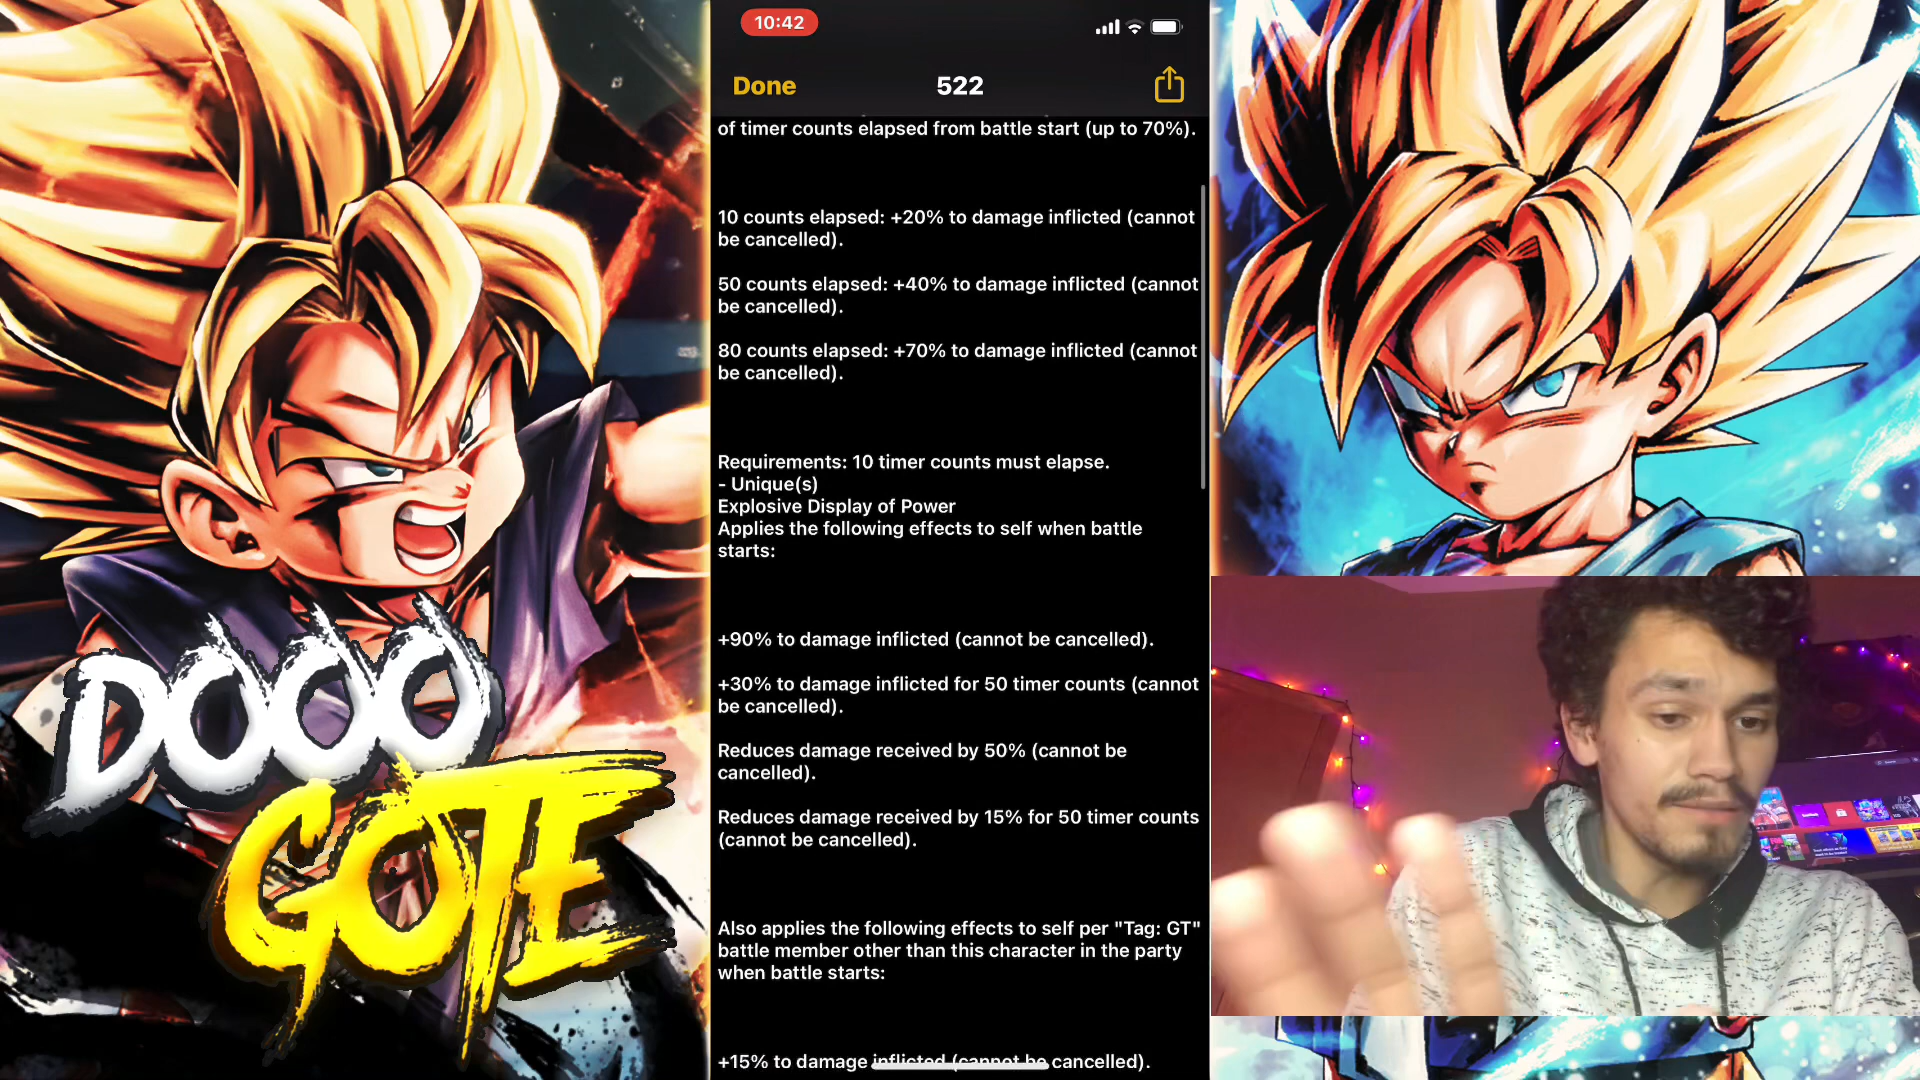 10:42
Done
522
of timer counts elapsed from battle start (up to 70%).
10 counts elapsed: +20% to damage inflicted (cannot
be cancelled).
50 counts elapsed: +40% to damage inflicted (cannot
be cancelled).
80 counts elapsed: +70% to damage inflicted (cannot
be cancelled).
Requirements: 10 timer counts must elapse.
- Unique(s)
Explosive Display of Power
Applies the following effects to self when battle
starts:
+90% to damage inflicted (cannot be cancelled).
+30% to damage inflicted for 50 timer counts (cannot
be cancelled).
Reduces damage received by 50% (cannot be
cancelled).
Reduces damage received by 15% for 50 timer counts
(cannot be cancelled).
Also applies the following effects to self per "Tag: GT"
battle member other than this character in the party
when battle starts:
+15% to damage inflicted (cannot be cancelled).
DOOO
GOTE